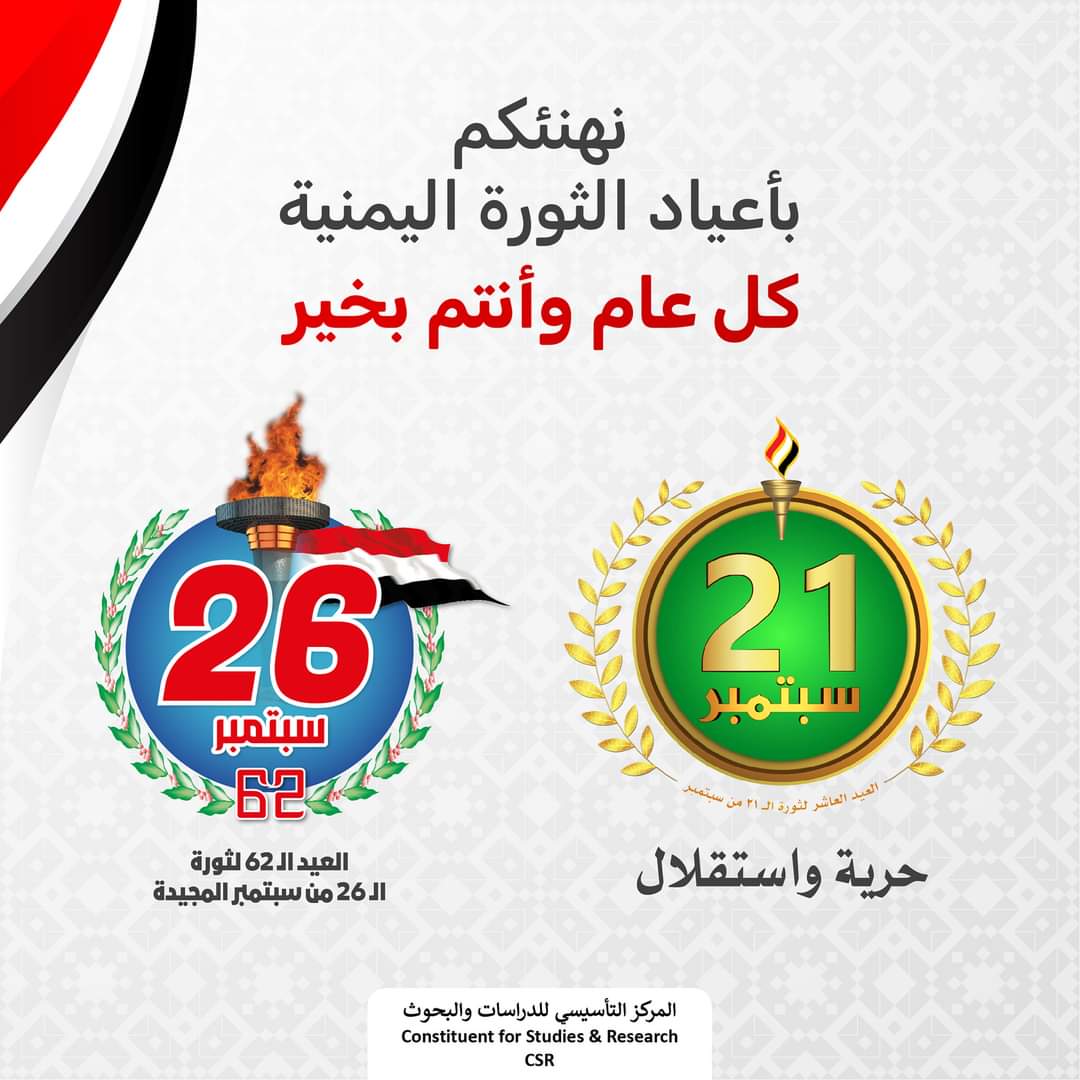 نهنئكم
بأعياد الثورة اليمنية
كل عام وأنتم بخير
21
سبتمبر
العيد العاشر لثورة الـ ٢١ من سبتمبر
حرية واستقلال
26
سبتمبر
62
العيد الـ 62 لثورة
الـ 26 من سبتمبر المجيدة
المركز التأسيسي للدراسات والبحوث
Constituent for Studies & Research
CSR